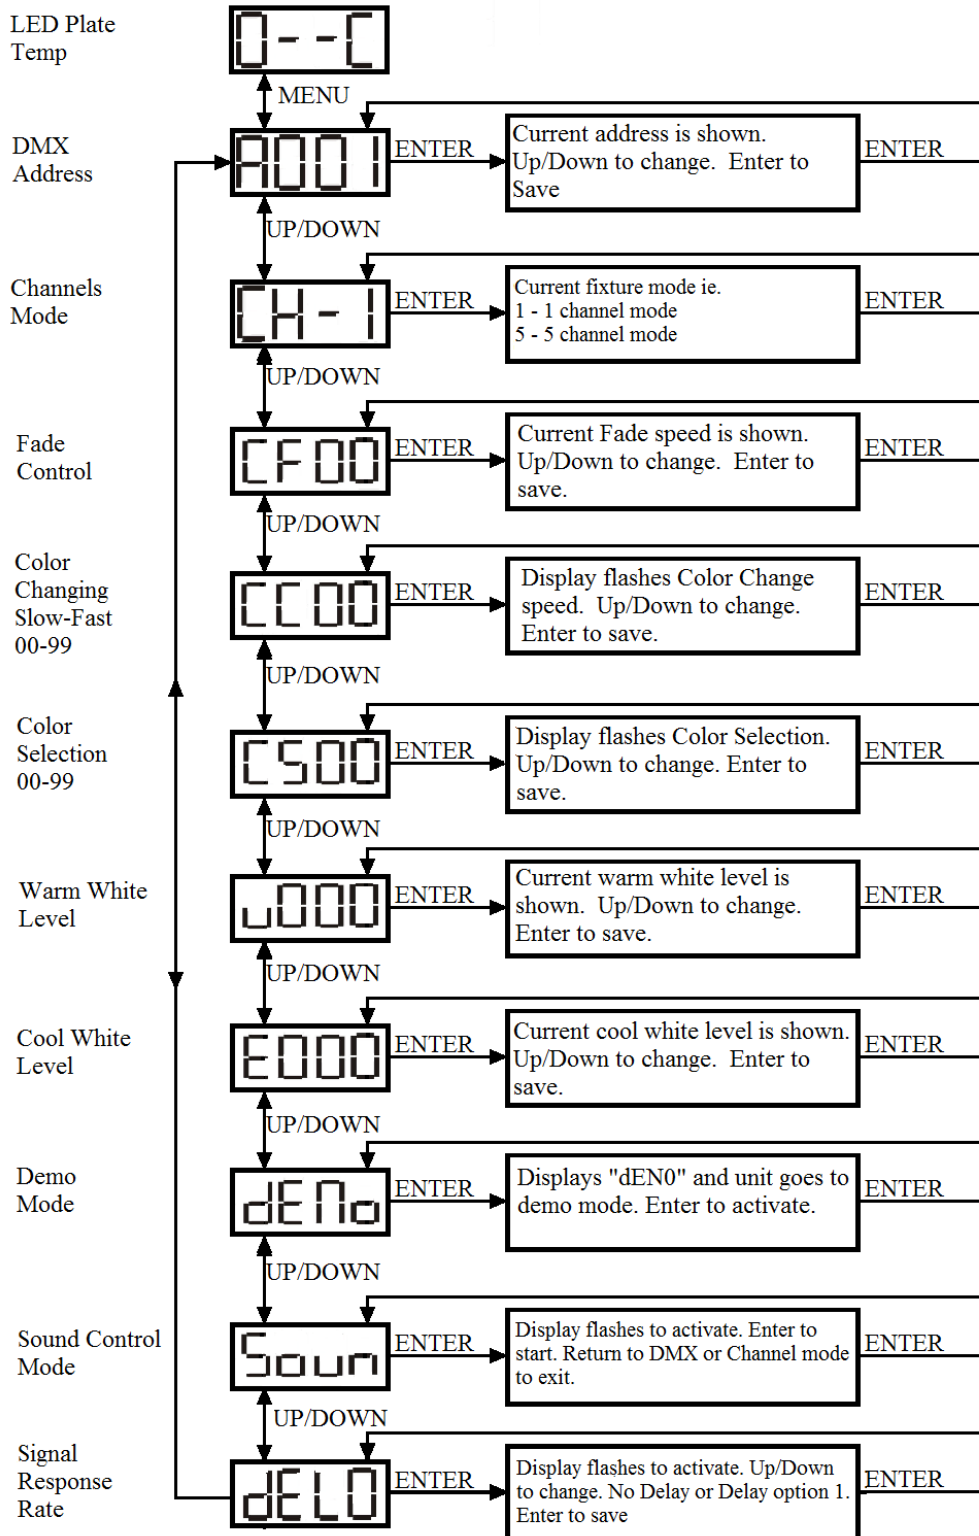 LED Plate
Temp
0--C
MENU
DMX
Address
A001
ENTER
Current address is shown.
Up/Down to change.  Enter to
Save
ENTER
UP/DOWN
Channels
Mode
CH-1
ENTER
Current fixture mode ie.
1 - 1 channel mode
5 - 5 channel mode
ENTER
UP/DOWN
Fade
Control
CF00
ENTER
Current Fade speed is shown.
Up/Down to change.  Enter to
save.
ENTER
UP/DOWN
Color
Changing
Slow-Fast
00-99
CC00
ENTER
Display flashes Color Change
speed.  Up/Down to change.
Enter to save.
ENTER
UP/DOWN
Color
Selection
00-99
CS00
ENTER
Display flashes Color Selection.
Up/Down to change. Enter to
save.
ENTER
UP/DOWN
Warm White
Level
u000
ENTER
Current warm white level is
shown.  Up/Down to change.
Enter to save.
ENTER
UP/DOWN
Cool White
Level
E000
ENTER
Current cool white level is shown.
Up/Down to change.  Enter to
save.
ENTER
UP/DOWN
Demo
Mode
dEMo
ENTER
Displays "dEN0" and unit goes to
demo mode. Enter to activate.
ENTER
UP/DOWN
Sound Control
Mode
Soun
ENTER
Display flashes to activate. Enter to
start. Return to DMX or Channel mode
to exit.
ENTER
UP/DOWN
Signal
Response
Rate
dEL0
ENTER
Display flashes to activate. Up/Down
to change. No Delay or Delay option 1.
Enter to save
ENTER